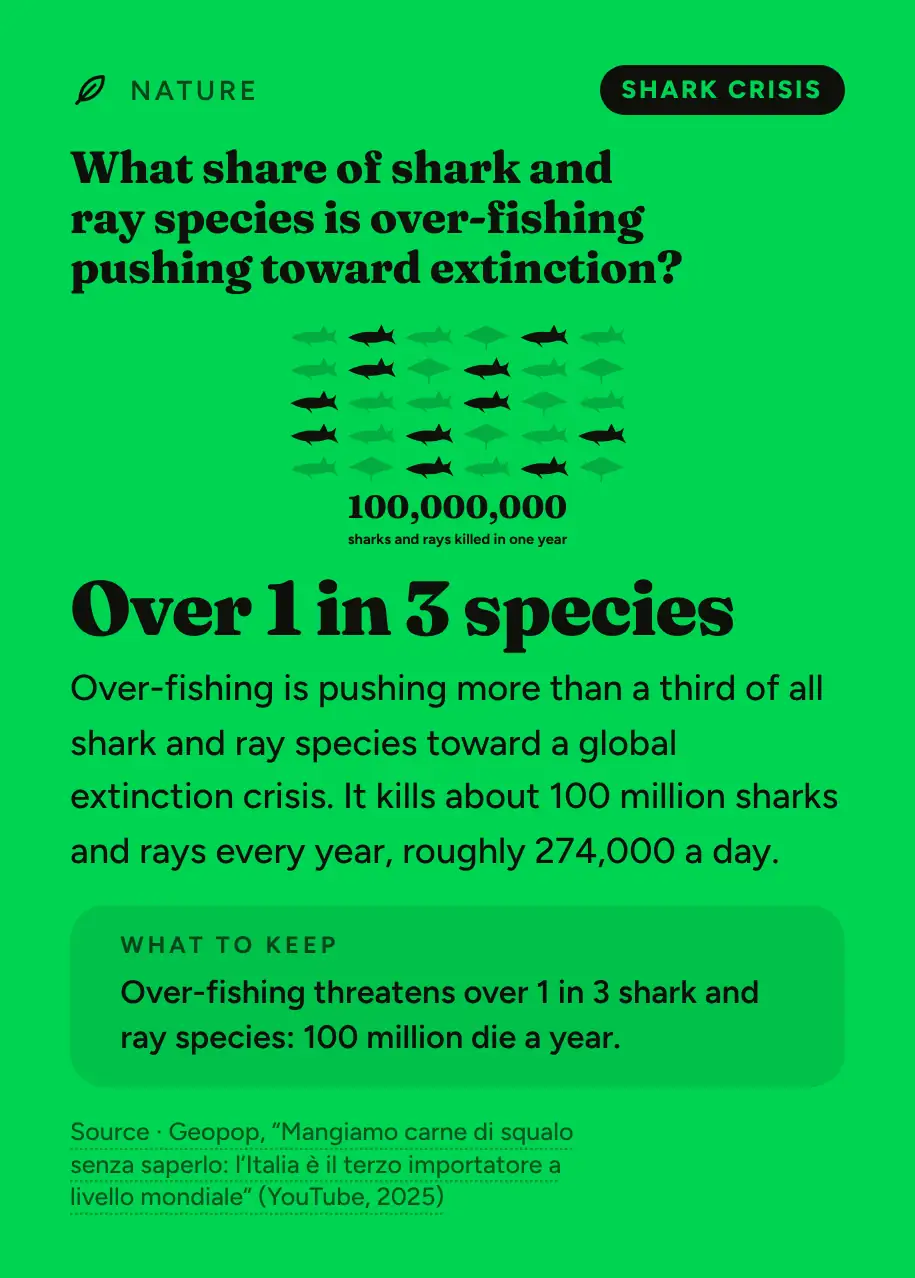 NATURE
SHARK CRISIS
What share of shark and
ray species is over-fishing
pushing toward extinction?
100,000,000
sharks and rays killed in one year
Over 1 in 3 species
Over-fishing is pushing more than a third of all
shark and ray species toward a global
extinction crisis. It kills about 100 million sharks
and rays every year, roughly 274,000 a day.
WHAT TO KEEP
Over-fishing threatens over 1 in 3 shark and
ray species: 100 million die a year.
Source · Geopop, “Mangiamo carne di squalo
senza saperlo: l’Italia è il terzo importatore a
livello mondiale” (YouTube, 2025)